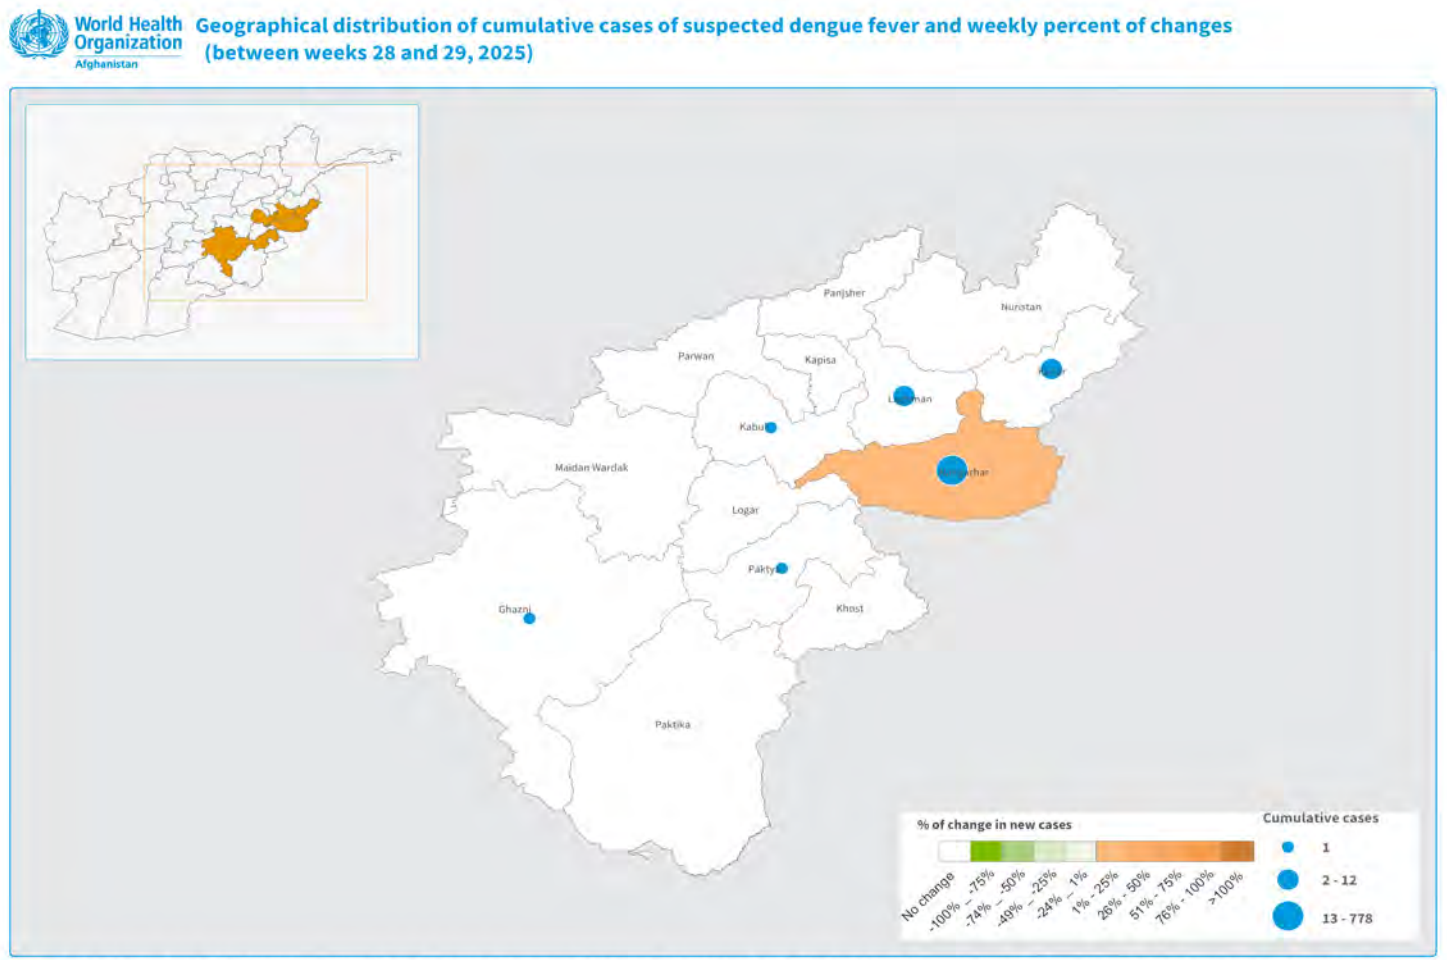 World Health
Organization
Afghanistan
Geographical distribution of cumulative cases of suspected dengue fever and weekly percent of changes
(between weeks 28 and 29, 2025)
Panjsher
Nuristan
Parwan
Kapisa
Kabul
Maidan Wardak
Logar
Paktya
Ghazni
Khost
Paktika
% of change in new cases
No change
-100% _ -75%
-74% _ -50%
-49% _ -25%
-24% _ 1%
1% - 25%
26% - 50%
51% - 75%
76% - 100%
>100%
Cumulative cases
1
2 - 12
13 - 778